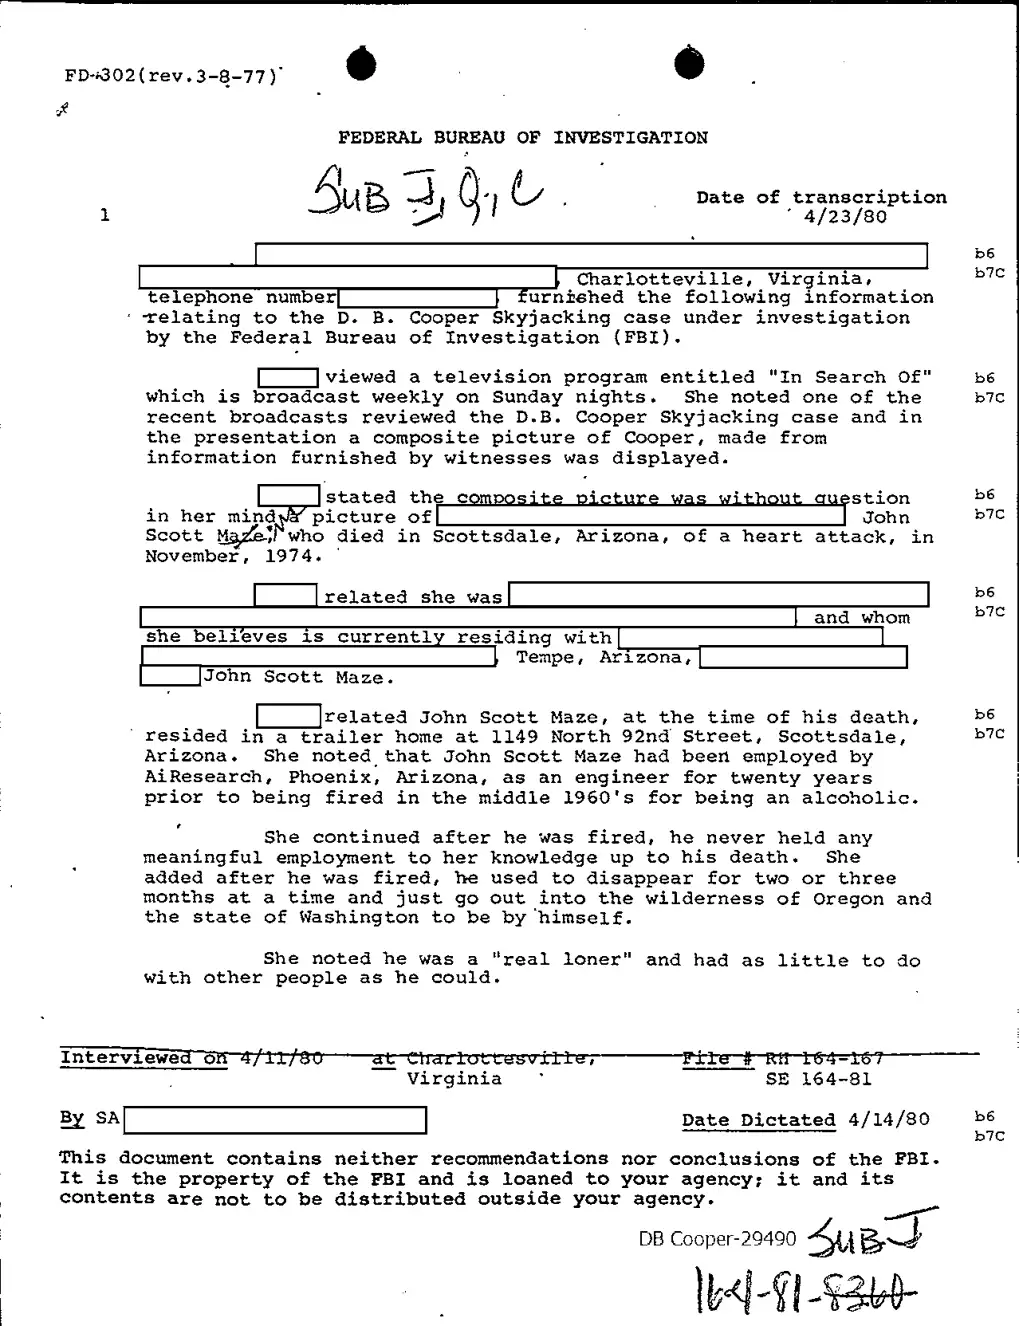 FD-302(rev.3-8-77)
FEDERAL BUREAU OF INVESTIGATION
SUB I, Q, C
Date of transcription
1
4/23/80
b6
, Charlotteville, Virginia,
b7C
telephone number , furnished the following information
relating to the D. B. Cooper Skyjacking case under investigation
by the Federal Bureau of Investigation (FBI).
viewed a television program entitled "In Search Of" b6
which is broadcast weekly on Sunday nights. She noted one of the b7C
recent broadcasts reviewed the D.B. Cooper Skyjacking case and in
the presentation a composite picture of Cooper, made from
information furnished by witnesses was displayed.
stated the composite picture was without question b6
in her mind a picture of John b7C
Scott Maze, who died in Scottsdale, Arizona, of a heart attack, in
November, 1974.
related she was b6
and whom b7C
she believes is currently residing with
, Tempe, Arizona,
John Scott Maze.
related John Scott Maze, at the time of his death, b6
resided in a trailer home at 1149 North 92nd Street, Scottsdale, b7C
Arizona. She noted that John Scott Maze had been employed by
AiResearch, Phoenix, Arizona, as an engineer for twenty years
prior to being fired in the middle 1960's for being an alcoholic.
She continued after he was fired, he never held any
meaningful employment to her knowledge up to his death. She
added after he was fired, he used to disappear for two or three
months at a time and just go out into the wilderness of Oregon and
the state of Washington to be by himself.
She noted he was a "real loner" and had as little to do
with other people as he could.
Interviewed on 4/11/80 at Charlottesville, File # RH 164-167
Virginia SE 164-81
By SA Date Dictated 4/14/80 b6
b7C
This document contains neither recommendations nor conclusions of the FBI.
It is the property of the FBI and is loaned to your agency; it and its
contents are not to be distributed outside your agency.
DB Cooper-29490 SUB I
164-81-8360